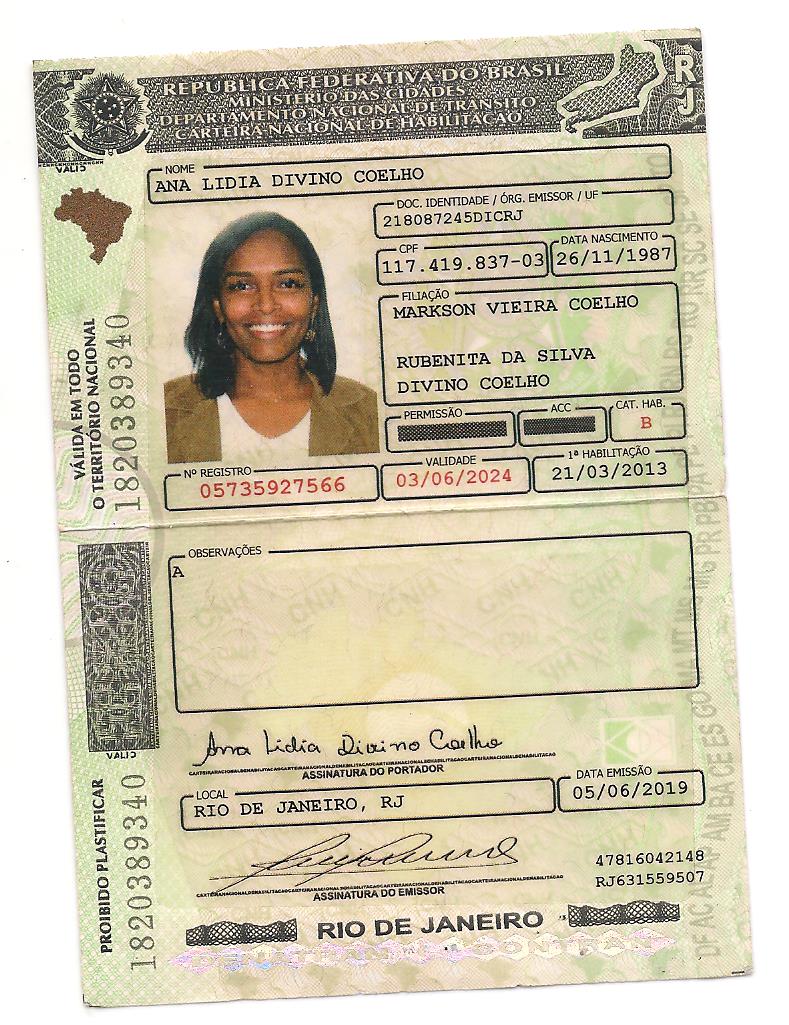 REPÚBLICA FEDERATIVA DO BRASIL
MINISTÉRIO DAS CIDADES
DEPARTAMENTO NACIONAL DE TRÂNSITO
CARTEIRA NACIONAL DE HABILITAÇÃO
RJ
VÁLIDA EM TODO
O TERRITÓRIO NACIONAL
1820389340
NOME
ANA LIDIA DIVINO COELHO
DOC. IDENTIDADE / ÓRG. EMISSOR / UF
218087245DICRJ
CPF
117.419.837-03
DATA NASCIMENTO
26/11/1987
FILIAÇÃO
MARKSON VIEIRA COELHO
RUBENITA DA SILVA
DIVINO COELHO
PERMISSÃO
ACC
CAT. HAB.
B
Nº REGISTRO
05735927566
VALIDADE
03/06/2024
1ª HABILITAÇÃO
21/03/2013
OBSERVAÇÕES
A
Ana Lidia Divino Coelho
ASSINATURA DO PORTADOR
LOCAL
RIO DE JANEIRO, RJ
DATA EMISSÃO
05/06/2019
47816042148
RJ631559507
ASSINATURA DO EMISSOR
RIO DE JANEIRO
PROIBIDO PLASTIFICAR
1820389340